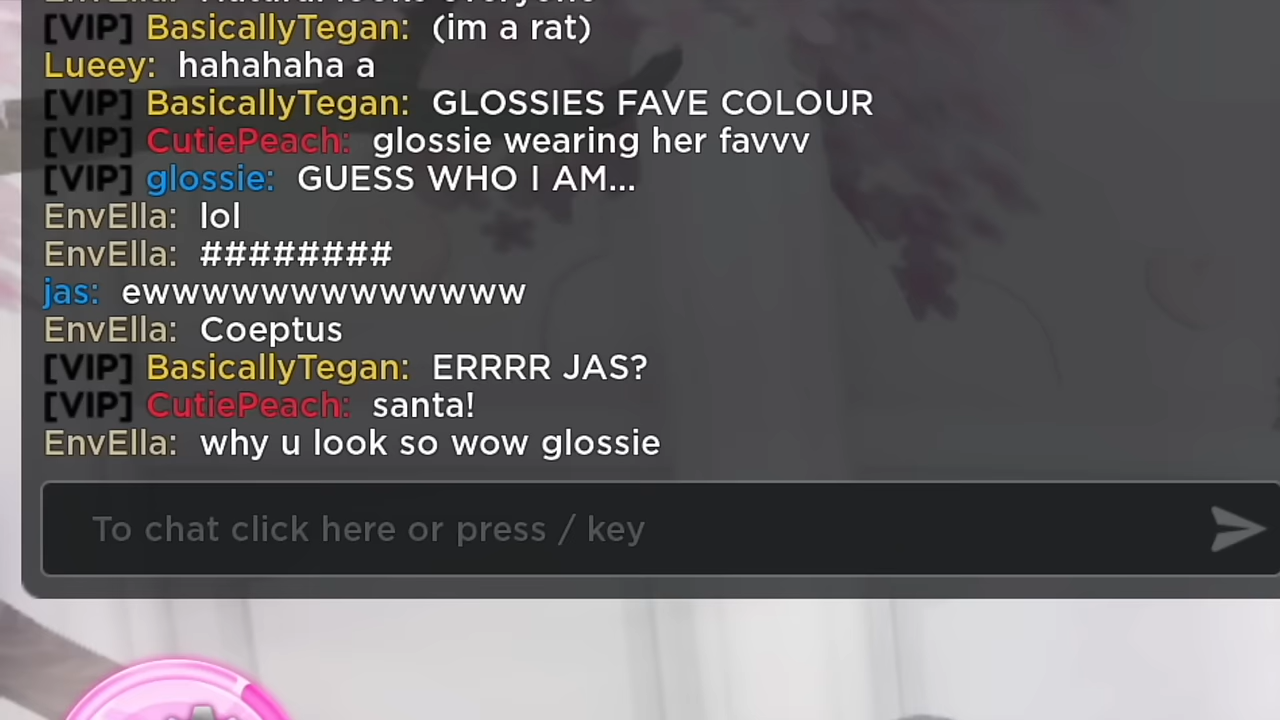 [VIP] BasicallyTegan: (im a rat)
Lueey: hahahaha a
[VIP] BasicallyTegan: GLOSSIES FAVE COLOUR
[VIP] CutiePeach: glossie wearing her favvv
[VIP] glossie: GUESS WHO I AM...
EnvElla: lol
EnvElla: ########
jas: ewwwwwwwwwwwwww
EnvElla: Coeptus
[VIP] BasicallyTegan: ERRRR JAS?
[VIP] CutiePeach: santa!
EnvElla: why u look so wow glossie
To chat click here or press / key